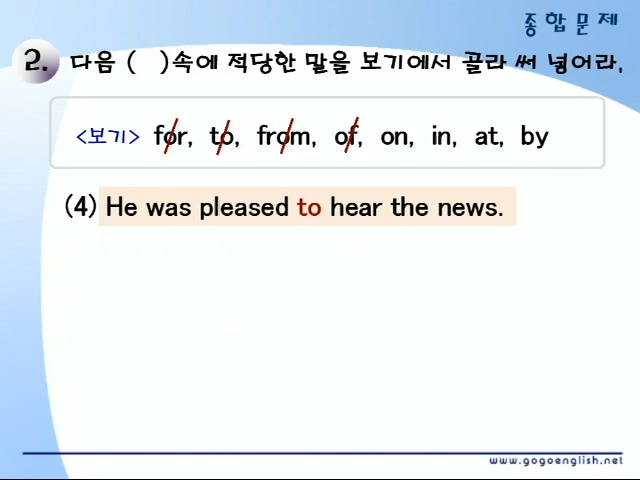 종합문제
2. 다음 (  )속에 적당한 말을 보기에서 골라 써 넣어라.
<보기> for, to, from, of, on, in, at, by
(4) He was pleased to hear the news.
www.gogoenglish.net